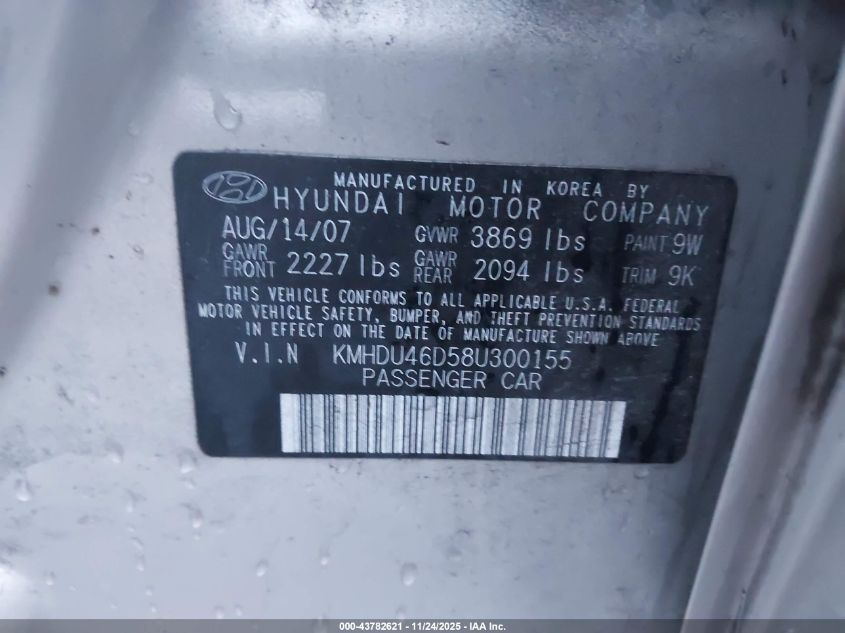 MANUFACTURED IN KOREA BY
HYUNDAI MOTOR COMPANY
AUG/14/07 GVWR 3869 lbs PAINT 9W
GAWR FRONT 2227 lbs GAWR REAR 2094 lbs TRIM 9K
THIS VEHICLE CONFORMS TO ALL APPLICABLE U.S.A. FEDERAL
MOTOR VEHICLE SAFETY, BUMPER, AND THEFT PREVENTION STANDARDS
IN EFFECT ON THE DATE OF MANUFACTURE SHOWN ABOVE
V.I.N KMHDU46D58U300155
PASSENGER CAR
000-43782621 - 11/24/2025 - IAA Inc.